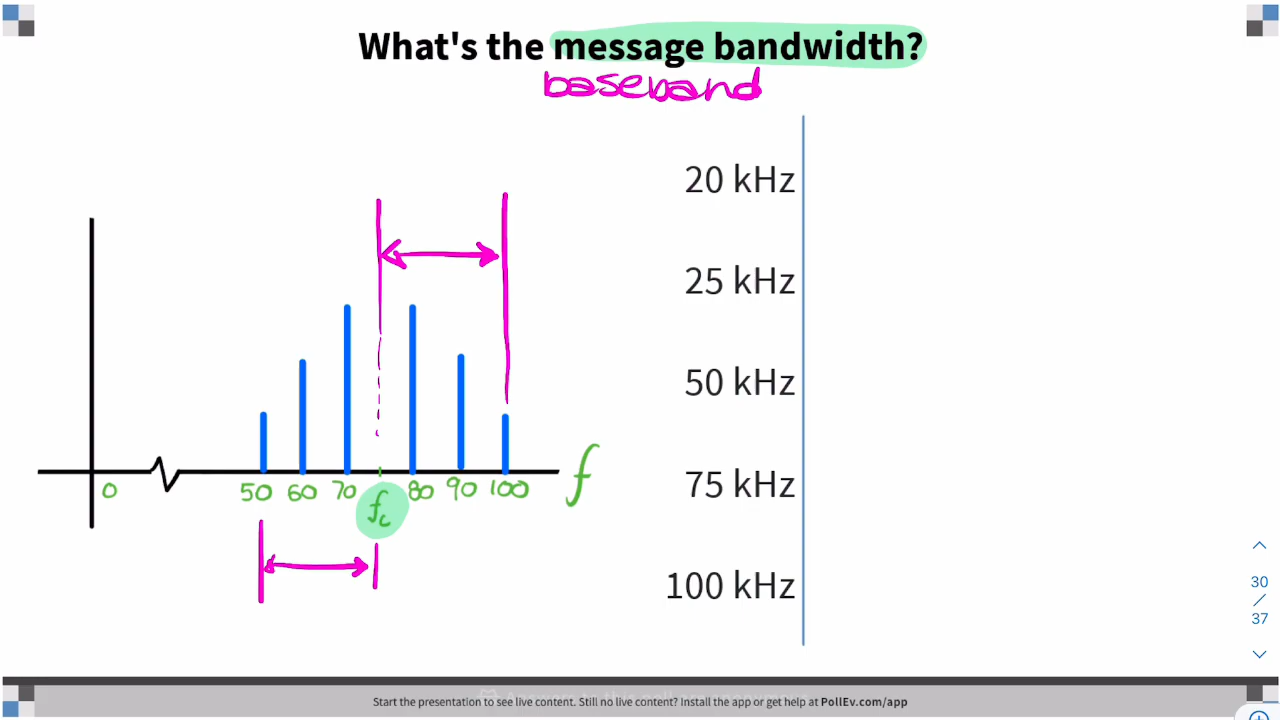 What's the message bandwidth?
baseband
20 kHz
25 kHz
50 kHz
75 kHz
100 kHz
0 50 60 70 80 90 100 f
fc
30
/
37
Start the presentation to see live content. Still no live content? Install the app or get help at PollEv.com/app